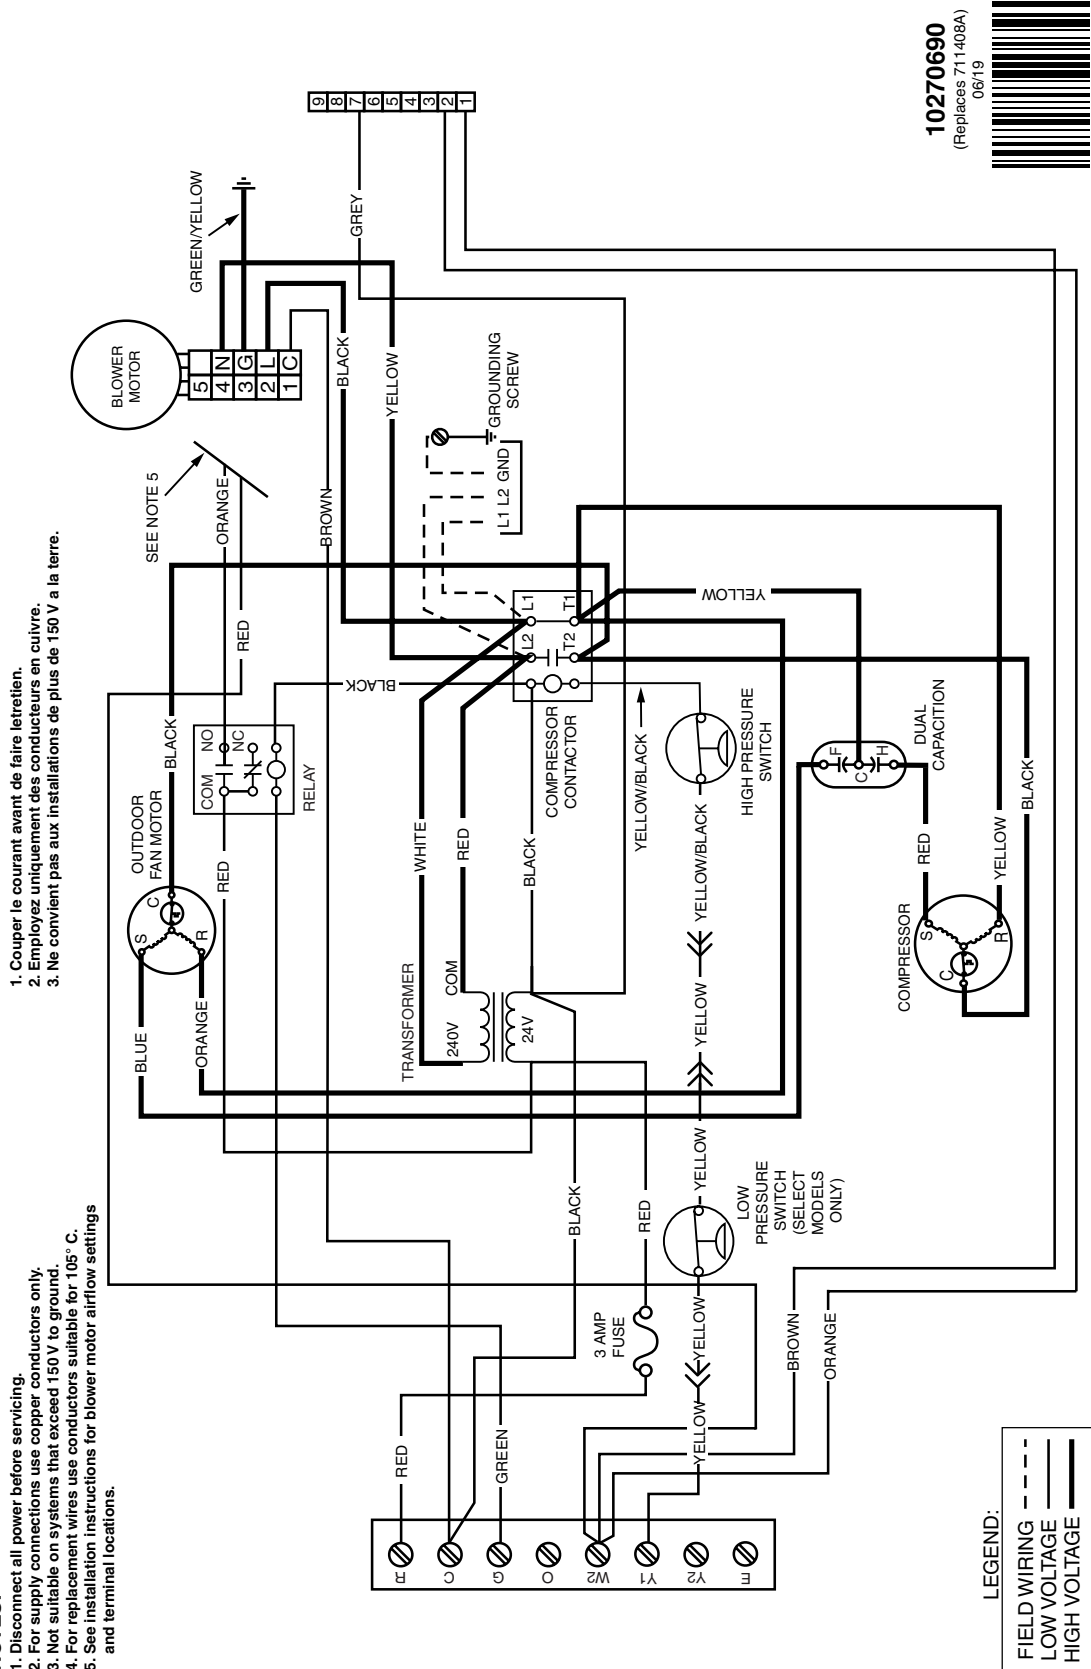 1. Disconnect all power before servicing.
2. For supply connections use copper conductors only.
3. Not suitable on systems that exceed 150 V to ground.
4. For replacement wires use conductors suitable for 105° C.
5. See installation instructions for blower motor airflow settings
and terminal locations.
1. Couper le courant avant de faire letretien.
2. Employez uniquement des conducteurs en cuivre.
3. Ne convient pas aux installations de plus de 150 V a la terre.
BLOWER
MOTOR
5
4 N
3 G
2 L
1 C
GREEN/YELLOW
SEE NOTE 5
ORANGE
RED
BLACK
YELLOW
BROWN
GREY
9
8
7
6
5
4
3
2
1
OUTDOOR
FAN MOTOR
C
S
R
BLACK
BLUE
ORANGE
COM
NO
NC
RELAY
RED
BLACK
GROUNDING
SCREW
L1 L2 GND
L1
L2
T1
T2
COMPRESSOR
CONTACTOR
WHITE
RED
BLACK
TRANSFORMER
COM
240V
24V
YELLOW
YELLOW/BLACK
HIGH PRESSURE
SWITCH
YELLOW/BLACK
YELLOW
YELLOW
LOW
PRESSURE
SWITCH
(SELECT
MODELS
ONLY)
YELLOW
YELLOW
F
C
H
DUAL
CAPACITION
RED
YELLOW
BLACK
COMPRESSOR
S
R
C
BLACK
RED
3 AMP
FUSE
RED
GREEN
BROWN
ORANGE
R
C
G
O
W2
Y1
Y2
E
LEGEND:
FIELD WIRING
LOW VOLTAGE
HIGH VOLTAGE
10270690
(Replaces 711408A)
06/19